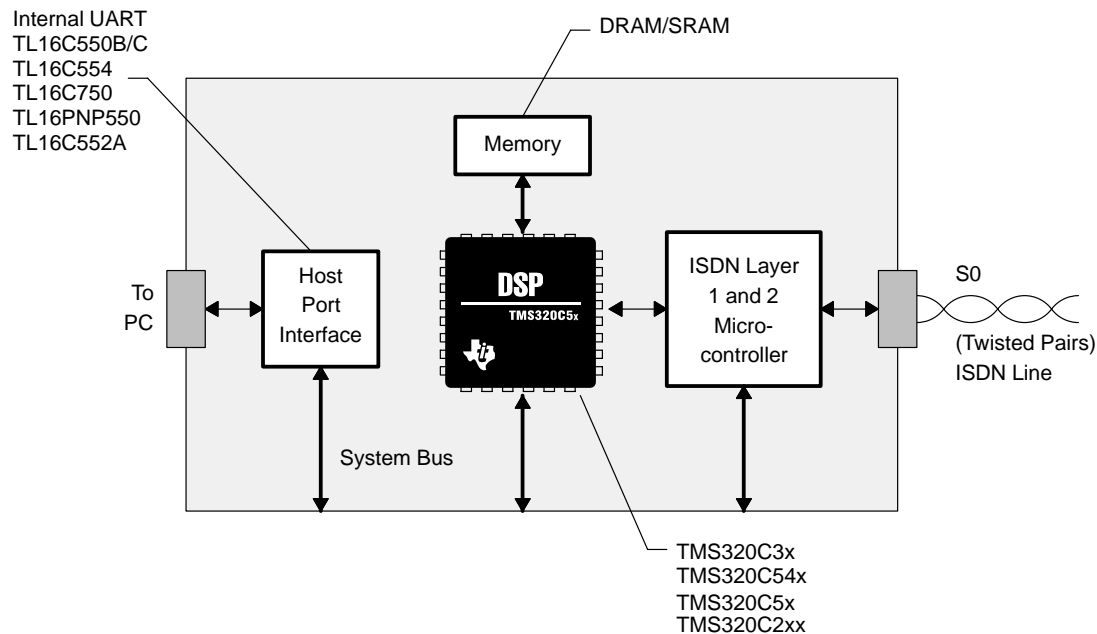 Internal UART
TL16C550B/C
TL16C554
TL16C750
TL16PNP550
TL16C552A
DRAM/SRAM
Memory
To
PC
Host
Port
Interface
DSP
TMS320C5x
ti
ISDN Layer
1 and 2
Micro-
controller
S0
(Twisted Pairs)
ISDN Line
System Bus
TMS320C3x
TMS320C54x
TMS320C5x
TMS320C2xx